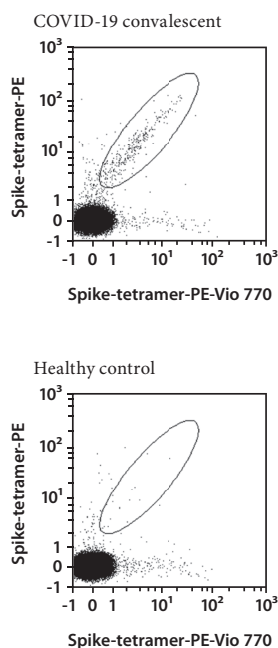 COVID-19 convalescent
10³
10²
10¹
1
0
-1
Spike-tetramer-PE
-1 0 1 10¹ 10² 10³
Spike-tetramer-PE-Vio 770
Healthy control
10³
10²
10¹
1
0
-1
Spike-tetramer-PE
-1 0 1 10¹ 10² 10³
Spike-tetramer-PE-Vio 770